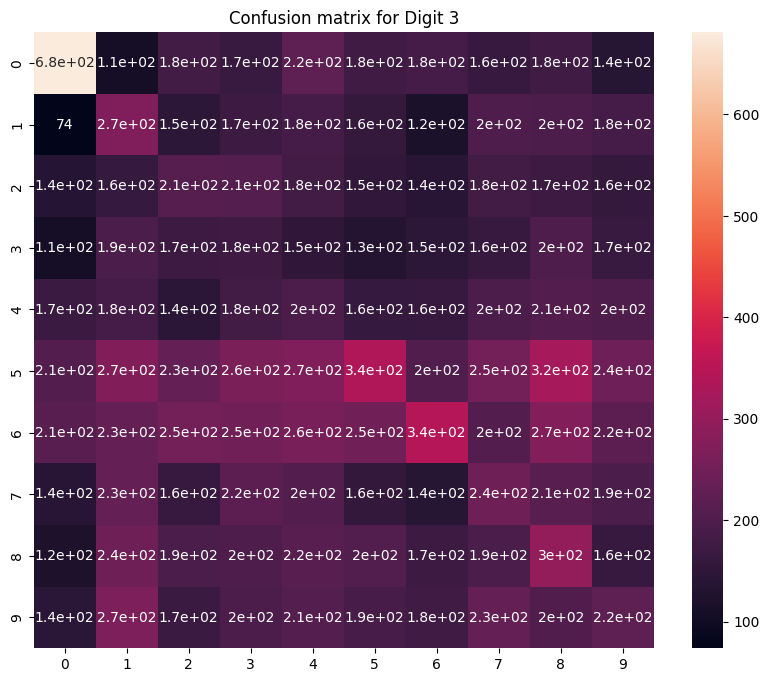 Confusion matrix for Digit 3
0 6.8e+02 1.1e+02 1.8e+02 1.7e+02 2.2e+02 1.8e+02 1.8e+02 1.6e+02 1.8e+02 1.4e+02
1 74 2.7e+02 1.5e+02 1.7e+02 1.8e+02 1.6e+02 1.2e+02 2e+02 2e+02 1.8e+02
2 1.4e+02 1.6e+02 2.1e+02 2.1e+02 1.8e+02 1.5e+02 1.4e+02 1.8e+02 1.7e+02 1.6e+02
3 1.1e+02 1.9e+02 1.7e+02 1.8e+02 1.5e+02 1.3e+02 1.5e+02 1.6e+02 2e+02 1.7e+02
4 1.7e+02 1.8e+02 1.4e+02 1.8e+02 2e+02 1.6e+02 1.6e+02 2e+02 2.1e+02 2e+02
5 2.1e+02 2.7e+02 2.3e+02 2.6e+02 2.7e+02 3.4e+02 2e+02 2.5e+02 3.2e+02 2.4e+02
6 2.1e+02 2.3e+02 2.5e+02 2.5e+02 2.6e+02 2.5e+02 3.4e+02 2e+02 2.7e+02 2.2e+02
7 1.4e+02 2.3e+02 1.6e+02 2.2e+02 2e+02 1.6e+02 1.4e+02 2.4e+02 2.1e+02 1.9e+02
8 1.2e+02 2.4e+02 1.9e+02 2e+02 2.2e+02 2e+02 1.7e+02 1.9e+02 3e+02 1.6e+02
9 1.4e+02 2.7e+02 1.7e+02 2e+02 2.1e+02 1.9e+02 1.8e+02 2.3e+02 2e+02 2.2e+02
0 1 2 3 4 5 6 7 8 9
600
500
400
300
200
100